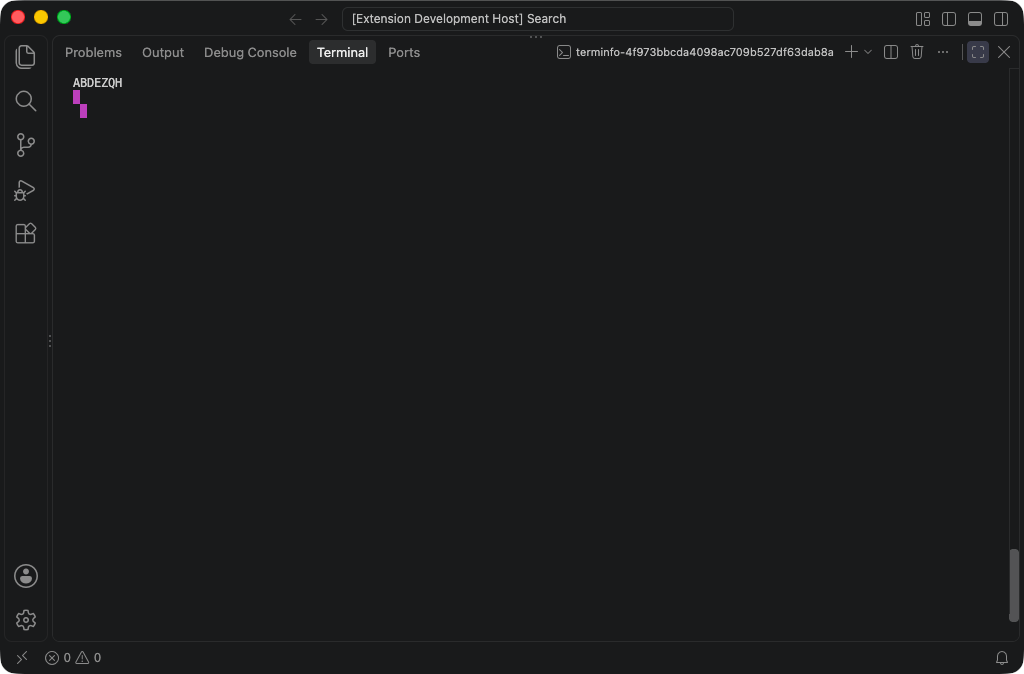 [Extension Development Host] Search
Problems Output Debug Console Terminal Ports
terminfo-4f973bbcda4098ac709b527df63dab8a
ABDEZQH
0 0